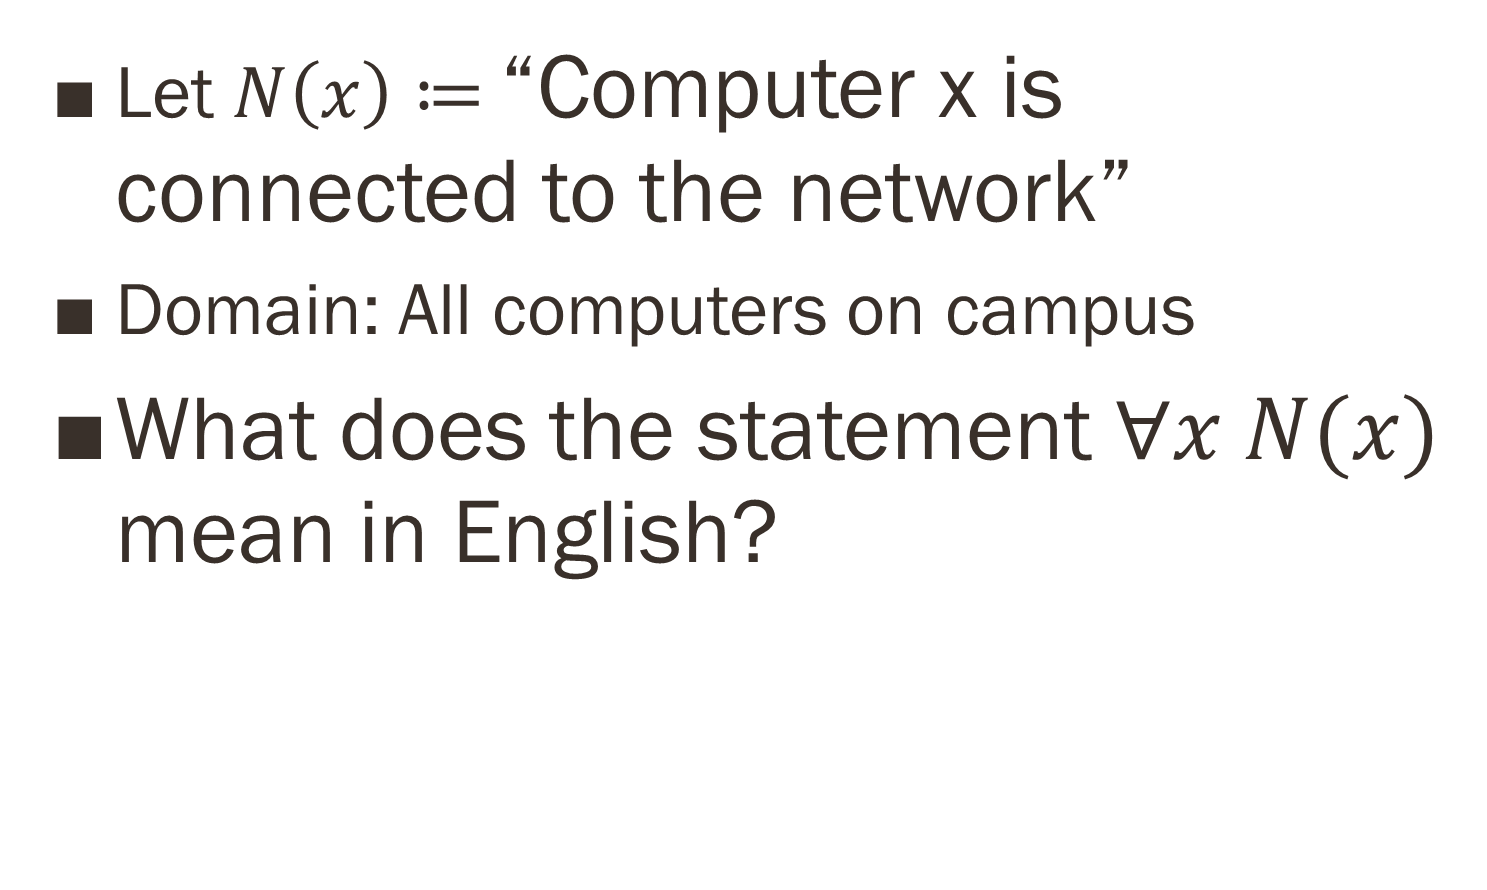 ■ Let 𝑁(𝑥) ≔ “Computer x is
connected to the network”
■ Domain: All computers on campus
■ What does the statement ∀𝑥 𝑁(𝑥)
mean in English?